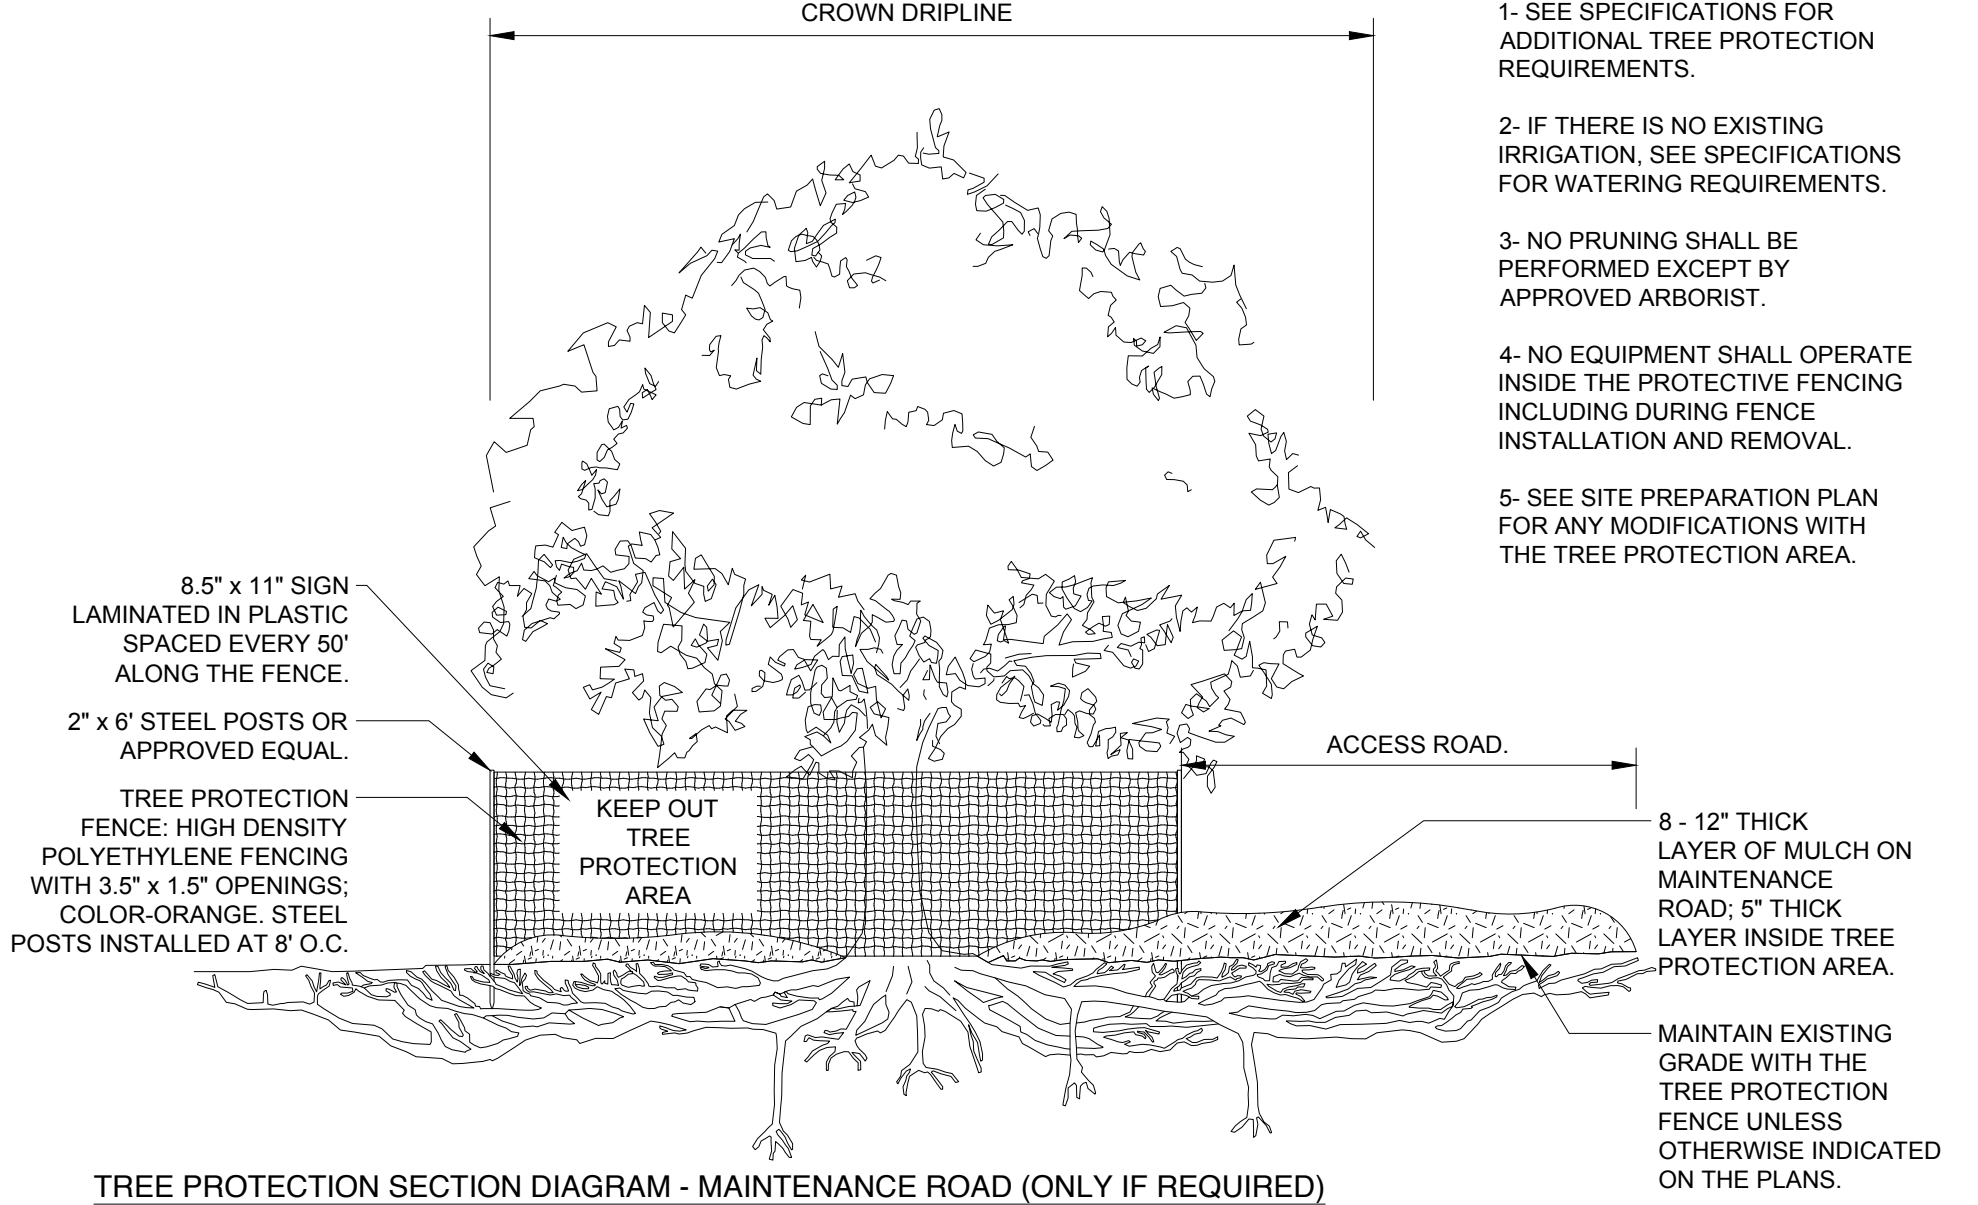 CROWN DRIPLINE
1- SEE SPECIFICATIONS FOR
ADDITIONAL TREE PROTECTION
REQUIREMENTS.
2- IF THERE IS NO EXISTING
IRRIGATION, SEE SPECIFICATIONS
FOR WATERING REQUIREMENTS.
3- NO PRUNING SHALL BE
PERFORMED EXCEPT BY
APPROVED ARBORIST.
4- NO EQUIPMENT SHALL OPERATE
INSIDE THE PROTECTIVE FENCING
INCLUDING DURING FENCE
INSTALLATION AND REMOVAL.
5- SEE SITE PREPARATION PLAN
FOR ANY MODIFICATIONS WITH
THE TREE PROTECTION AREA.
8.5" x 11" SIGN
LAMINATED IN PLASTIC
SPACED EVERY 50'
ALONG THE FENCE.
2" x 6' STEEL POSTS OR
APPROVED EQUAL.
TREE PROTECTION
FENCE: HIGH DENSITY
POLYETHYLENE FENCING
WITH 3.5" x 1.5" OPENINGS;
COLOR-ORANGE. STEEL
POSTS INSTALLED AT 8' O.C.
KEEP OUT
TREE
PROTECTION
AREA
ACCESS ROAD.
8 - 12" THICK
LAYER OF MULCH ON
MAINTENANCE
ROAD; 5" THICK
LAYER INSIDE TREE
PROTECTION AREA.
MAINTAIN EXISTING
GRADE WITH THE
TREE PROTECTION
FENCE UNLESS
OTHERWISE INDICATED
ON THE PLANS.
TREE PROTECTION SECTION DIAGRAM - MAINTENANCE ROAD (ONLY IF REQUIRED)